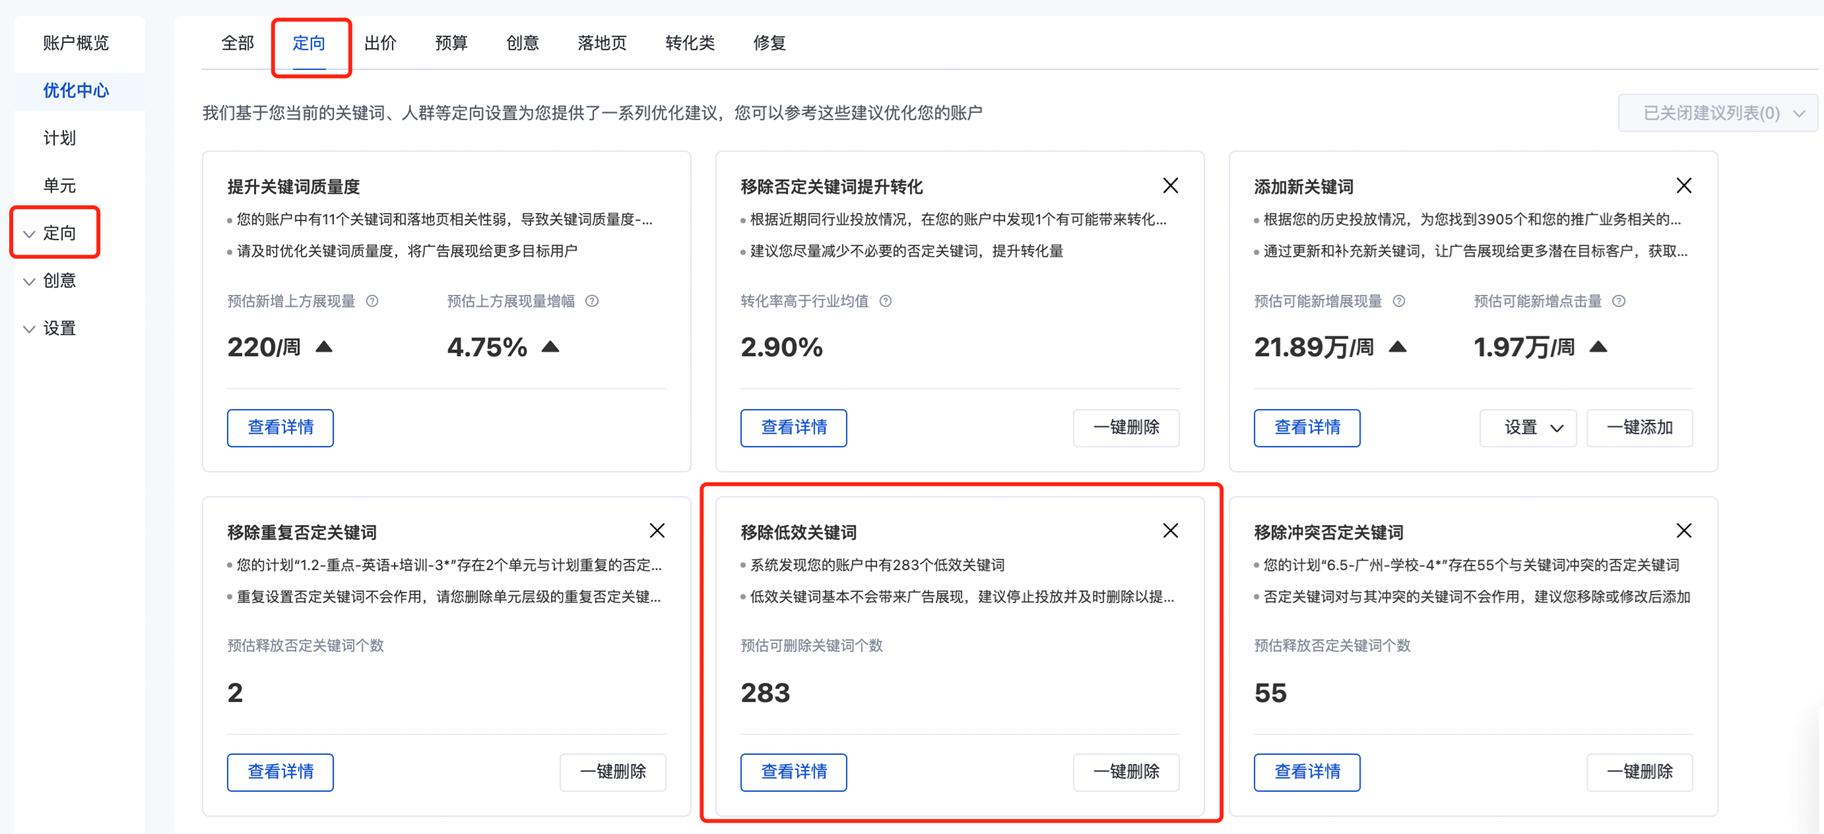 账户概览
优化中心
计划
单元
定向
创意
设置
全部 定向 出价 预算 创意 落地页 转化类 修复
我们基于您当前的关键词、人群等定向设置为您提供了一系列优化建议，您可以参考这些建议优化您的账户
已关闭建议列表(0)
提升关键词质量度
您的账户中有11个关键词和落地页相关性弱，导致关键词质量度-...
请及时优化关键词质量度，将广告展现给更多目标用户
预估新增上方展现量 预估上方展现量增幅
220/周 4.75%
查看详情
移除否定关键词提升转化
根据近期同行业投放情况，在您的账户中发现1个有可能带来转化...
建议您尽量减少不必要的否定关键词，提升转化量
转化率高于行业均值
2.90%
查看详情 一键删除
添加新关键词
根据您的历史投放情况，为您找到3905个和您的推广业务相关的...
通过更新和补充新关键词，让广告展现给更多潜在目标客户，获取...
预估可能新增展现量 预估可能新增点击量
21.89万/周 1.97万/周
查看详情 设置 一键添加
移除重复否定关键词
您的计划“1.2-重点-英语+培训-3*”存在2个单元与计划重复的否定...
重复设置否定关键词不会作用，请您删除单元层级的重复否定关键...
预估释放否定关键词个数
2
查看详情 一键删除
移除低效关键词
系统发现您的账户中有283个低效关键词
低效关键词基本不会带来广告展现，建议停止投放并及时删除以提...
预估可删除关键词个数
283
查看详情 一键删除
移除冲突否定关键词
您的计划“6.5-广州-学校-4*”存在55个与关键词冲突的否定关键词
否定关键词对与其冲突的关键词不会作用，建议您移除或修改后添加
预估释放否定关键词个数
55
查看详情 一键删除